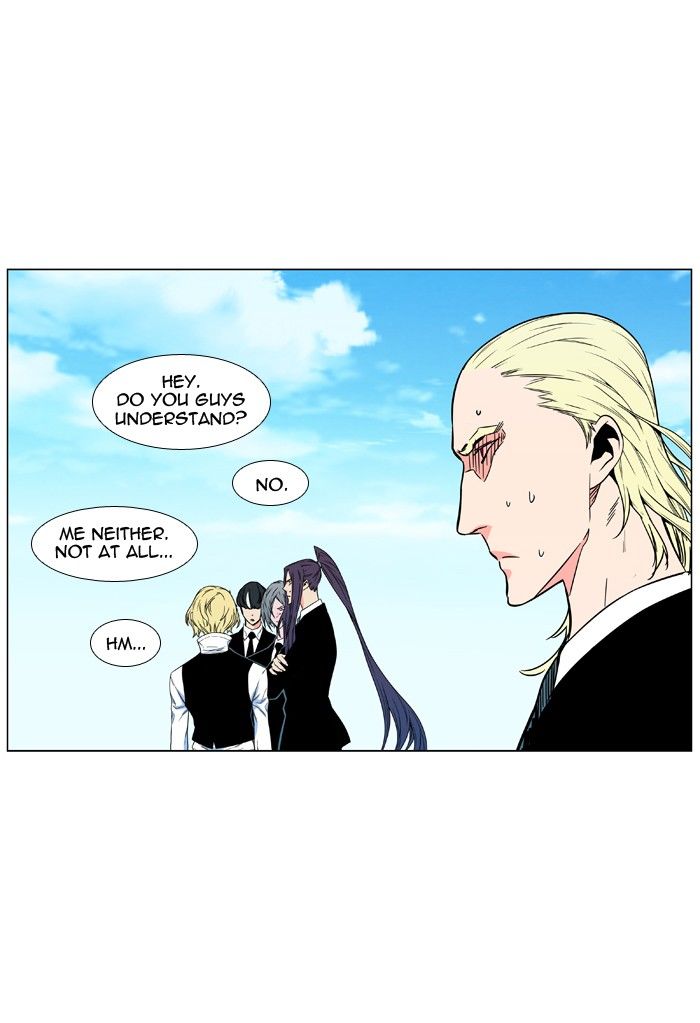 HEY.
DO YOU GUYS
UNDERSTAND?
NO.
ME NEITHER.
NOT AT ALL...
HM...